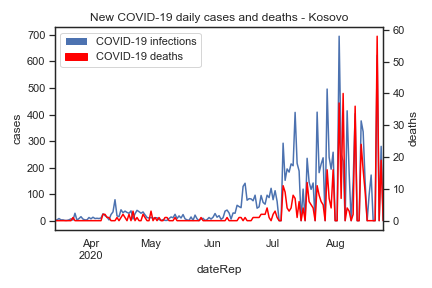 New COVID-19 daily cases and deaths - Kosovo
COVID-19 infections
COVID-19 deaths
700
600
500
400
300
200
100
0
cases
60
50
40
30
20
10
0
deaths
Apr May Jun Jul Aug
2020
dateRep